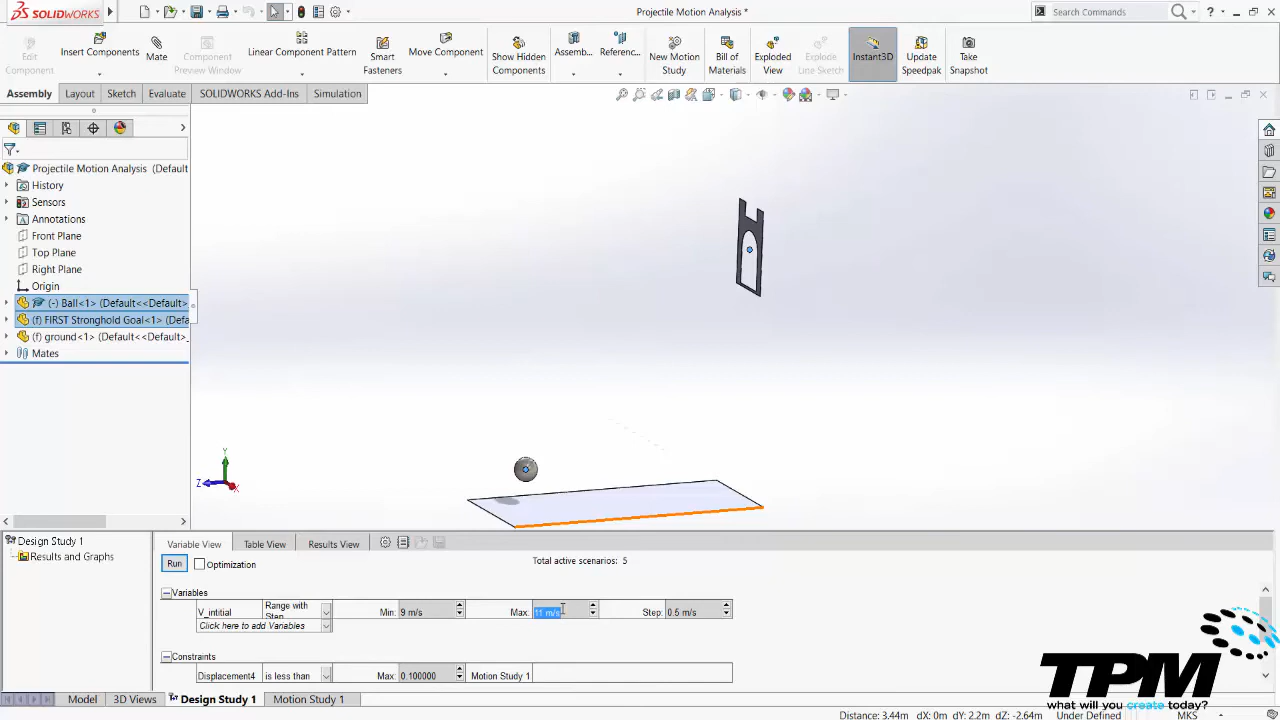 SOLIDWORKS
Projectile Motion Analysis *
Search Commands
Edit Component
Insert Components
Mate
Component Preview Window
Linear Component Pattern
Smart Fasteners
Move Component
Show Hidden Components
Assemb...
Referenc...
New Motion Study
Bill of Materials
Exploded View
Explode Line Sketch
Instant3D
Update Speedpak
Take Snapshot
Assembly
Layout
Sketch
Evaluate
SOLIDWORKS Add-Ins
Simulation
Projectile Motion Analysis (Default
History
Sensors
Annotations
Front Plane
Top Plane
Right Plane
Origin
(-) Ball<1> (Default<<Default>
(f) FIRST Stronghold Goal<1> (Defa
(f) ground<1> (Default<<Default>_
Mates
Y
Z
X
Design Study 1
Results and Graphs
Variable View
Table View
Results View
Run
Optimization
Total active scenarios: 5
Variables
V_intitial
Range with Step
Min: 9 m/s
Max: 11 m/s
Step: 0.5 m/s
Click here to add Variables
Constraints
Displacement4
is less than
Max: 0.100000
Motion Study 1
TPM
what will you create today?
Model
3D Views
Design Study 1
Motion Study 1
Distance: 3.44m dX: 0m dY: 2.2m dZ: -2.64m
Under Defined
MKS